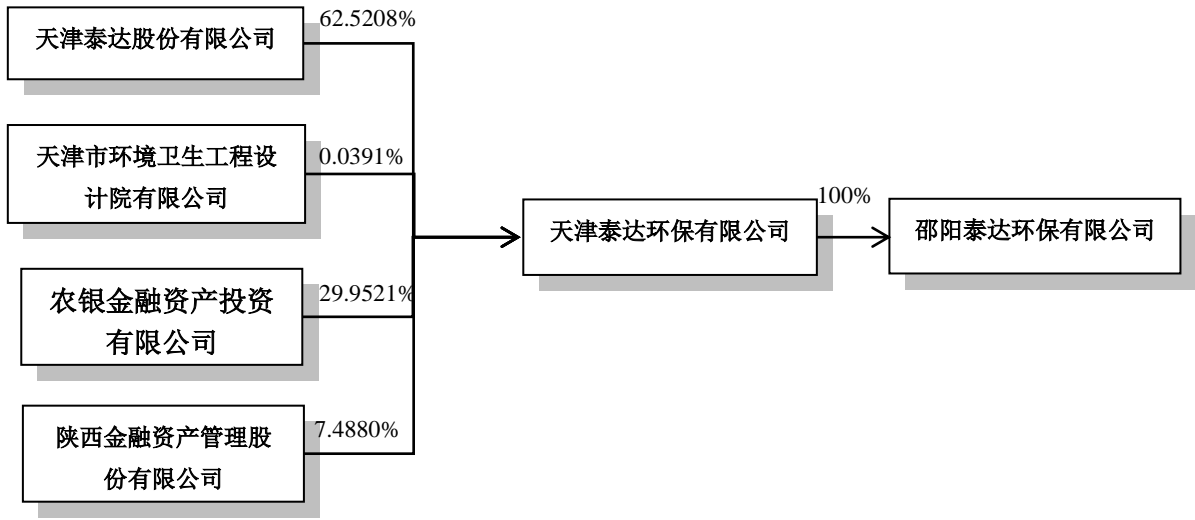 天津泰达股份有限公司
62.5208%
天津市环境卫生工程设
计院有限公司
0.0391%
农银金融资产投资
有限公司
29.9521%
陕西金融资产管理股
份有限公司
7.4880%
天津泰达环保有限公司
100%
邵阳泰达环保有限公司